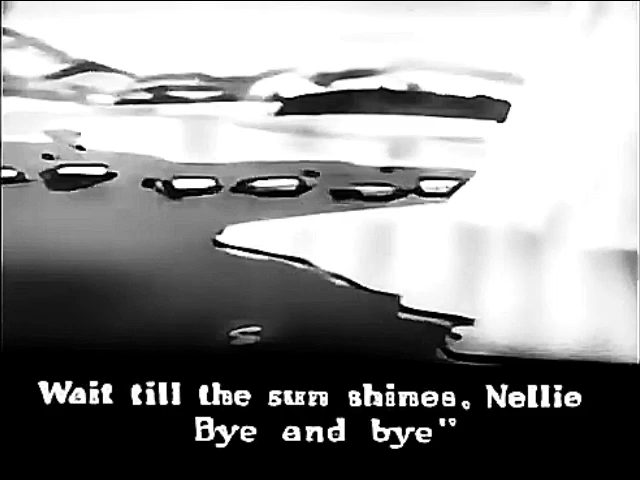 Wait till the sun shines. Nellie
Bye and bye"